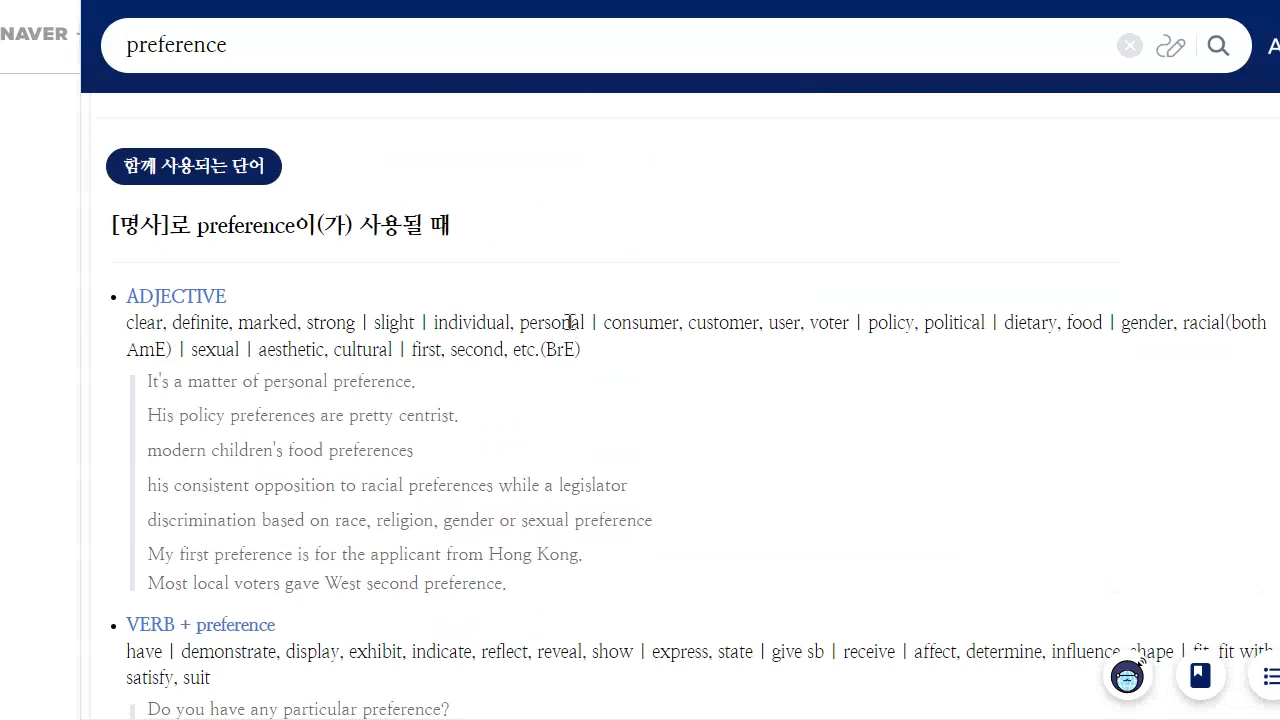 NAVER
preference
A
함께 사용되는 단어
[명사]로 preference이(가) 사용될 때
ADJECTIVE
clear, definite, marked, strong | slight | individual, personal | consumer, customer, user, voter | policy, political | dietary, food | gender, racial(both
AmE) | sexual | aesthetic, cultural | first, second, etc.(BrE)
It's a matter of personal preference.
His policy preferences are pretty centrist.
modern children's food preferences
his consistent opposition to racial preferences while a legislator
discrimination based on race, religion, gender or sexual preference
My first preference is for the applicant from Hong Kong.
Most local voters gave West second preference.
VERB + preference
have | demonstrate, display, exhibit, indicate, reflect, reveal, show | express, state | give sb | receive | affect, determine, influence, shape | fit, fit with,
satisfy, suit
Do you have any particular preference?